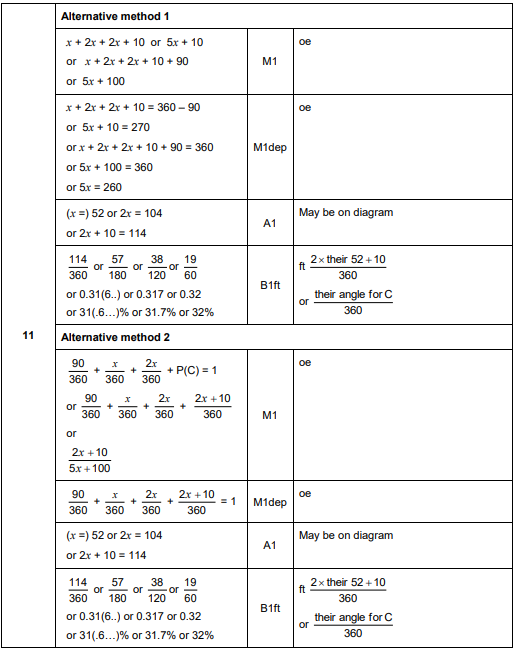 Alternative method 1
x + 2x + 2x + 10 or 5x + 10
or x + 2x + 2x + 10 + 90
or 5x + 100
M1
oe
x + 2x + 2x + 10 = 360 – 90
or 5x + 10 = 270
or x + 2x + 2x + 10 + 90 = 360
or 5x + 100 = 360
or 5x = 260
M1dep
oe
(x =) 52 or 2x = 104
or 2x + 10 = 114
A1
May be on diagram
114/360 or 57/180 or 38/120 or 19/60
or 0.31(6..) or 0.317 or 0.32
or 31(.6…)% or 31.7% or 32%
B1ft
ft 2 × their 52 + 10/360
or their angle for C/360
11
Alternative method 2
90/360 + x/360 + 2x/360 + P(C) = 1
or 90/360 + x/360 + 2x/360 + 2x + 10/360
or
2x + 10/5x + 100
M1
oe
90/360 + x/360 + 2x/360 + 2x + 10/360 = 1
M1dep
oe
(x =) 52 or 2x = 104
or 2x + 10 = 114
A1
May be on diagram
114/360 or 57/180 or 38/120 or 19/60
or 0.31(6..) or 0.317 or 0.32
or 31(.6…)% or 31.7% or 32%
B1ft
ft 2 × their 52 + 10/360
or their angle for C/360